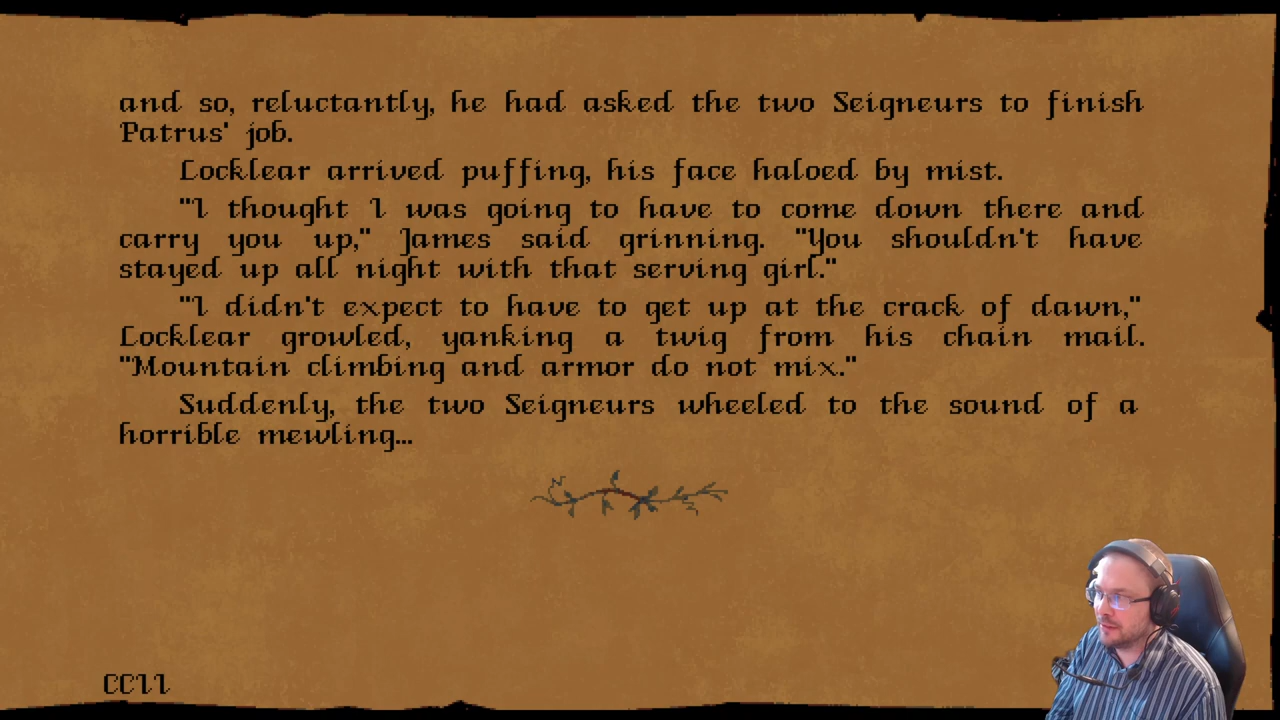 and so, reluctantly, he had asked the two Seigneurs to finish
Patrus' job.
Locklear arrived puffing, his face haloed by mist.
"I thought I was going to have to come down there and
carry you up," James said grinning. "You shouldn't have
stayed up all night with that serving girl."
"I didn't expect to have to get up at the crack of dawn,"
Locklear growled, yanking a twig from his chain mail.
"Mountain climbing and armor do not mix."
Suddenly, the two Seigneurs wheeled to the sound of a
horrible mewling...
CCII